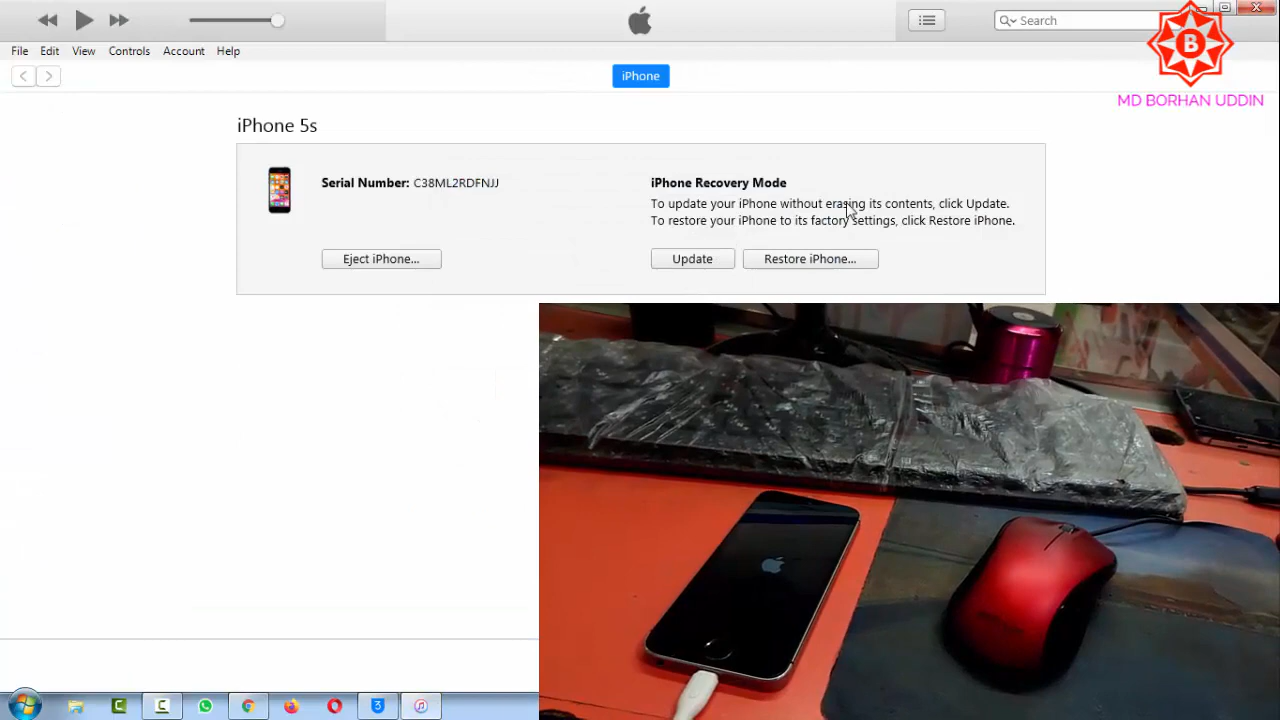 Search
B
MD BORHAN UDDIN
File Edit View Controls Account Help
iPhone
iPhone 5s
Serial Number: C38ML2RDFNJJ
iPhone Recovery Mode
To update your iPhone without erasing its contents, click Update.
To restore your iPhone to its factory settings, click Restore iPhone.
Eject iPhone...
Update
Restore iPhone...
3